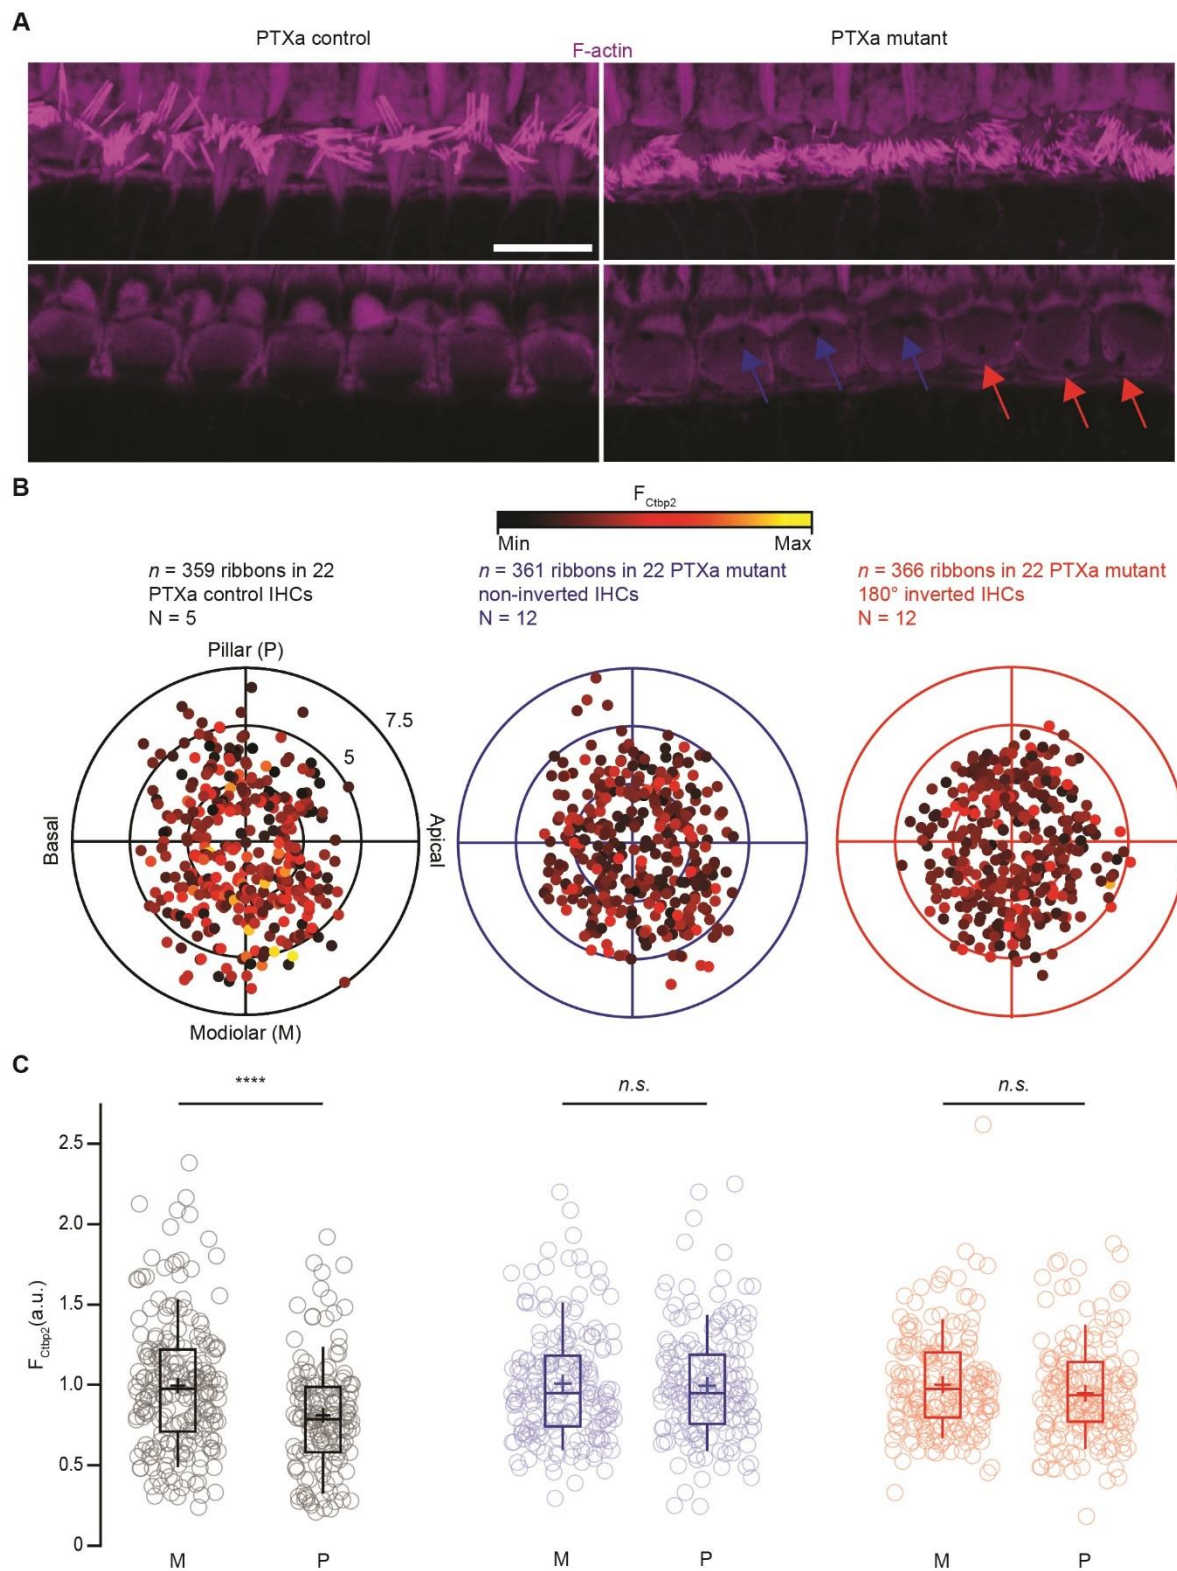 A
PTXa control
F-actin
PTXa mutant
B
F Ctbp2
Min
Max
n = 359 ribbons in 22
PTXa control IHCs
N = 5
n = 361 ribbons in 22 PTXa mutant
non-inverted IHCs
N = 12
n = 366 ribbons in 22 PTXa mutant
180° inverted IHCs
N = 12
Pillar (P)
7.5
5
Basal
Apical
Modiolar (M)
C
****
n.s.
n.s.
F Ctbp2 (a.u.)
2.5
2.0
1.5
1.0
0.5
0
M
P
M
P
M
P